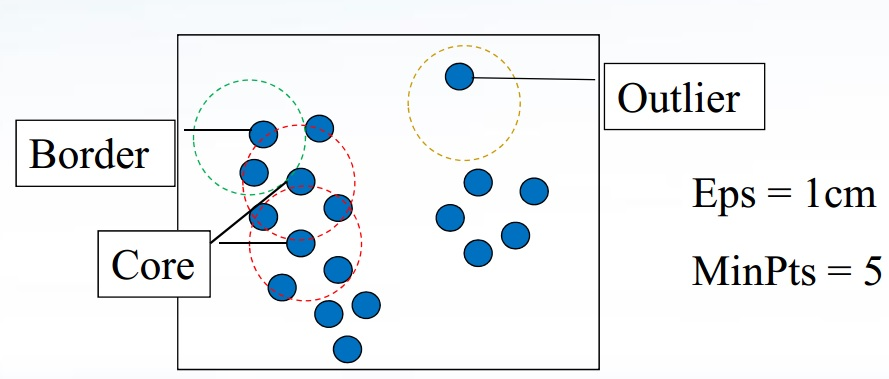 Outlier
Border
Eps = 1cm
Core
MinPts = 5